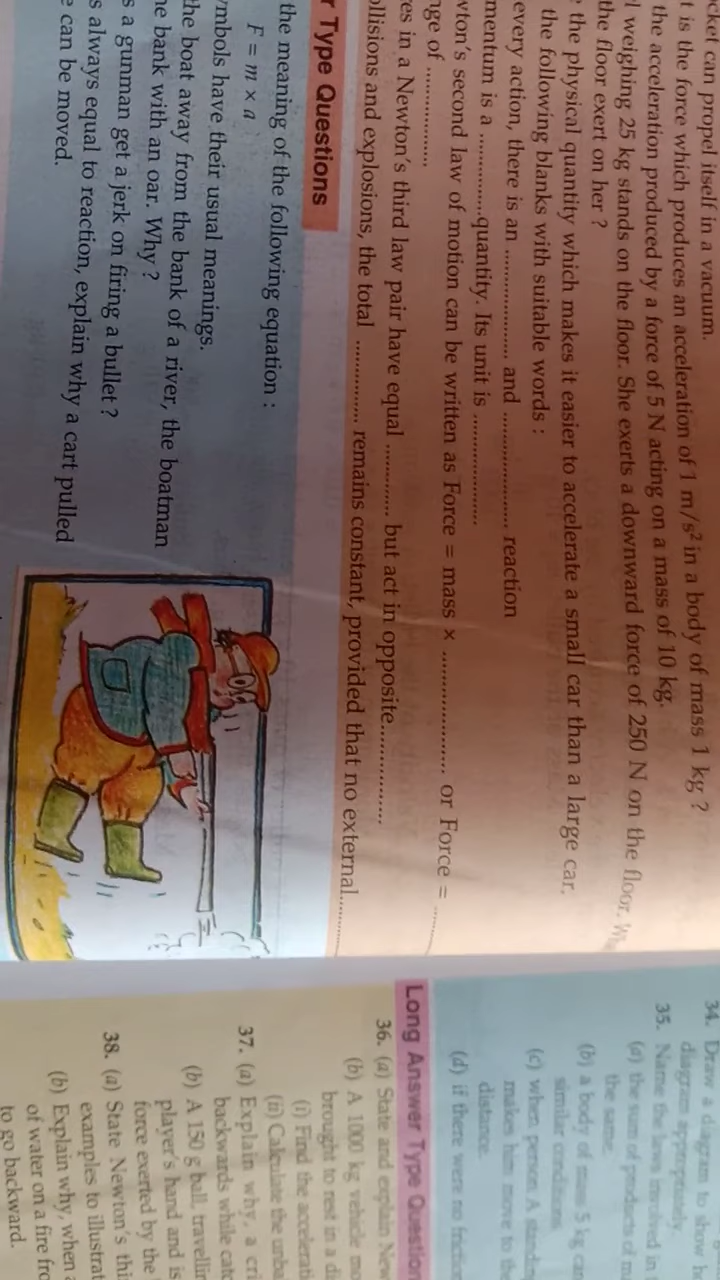 can propel itself in a vacuum.
is the force which produces an acceleration of 1 m/s² in a body of mass 1 kg ?
the acceleration produced by a force of 5 N acting on a mass of 10 kg.
weighing 25 kg stands on the floor. She exerts a downward force of 250 N on the floor.
the floor exert on her ?
the physical quantity which makes it easier to accelerate a small car than a large car.
the following blanks with suitable words :
every action, there is an .................... and .................... reaction
mentum is a ..............quantity. Its unit is ....................
wton's second law of motion can be written as Force = mass × .................... or Force =
nge of ..................
es in a Newton's third law pair have equal ............. but act in opposite................
ollisions and explosions, the total .............. remains constant, provided that no external..............
r Type Questions
the meaning of the following equation :
F = m × a
mbols have their usual meanings.
the boat away from the bank of a river, the boatman
he bank with an oar. Why ?
s a gunman get a jerk on firing a bullet ?
s always equal to reaction, explain why a cart pulled
e can be moved.
34. Draw a diagram to show
diagram appropriately.
35. Name the laws involved in
(a) the sum of products of
the same.
(b) a body of mass 5 kg can
similar conditions.
(c) when person A
makes him move to the
distance.
(d) if there were no friction
Long Answer Type Question
36. (a) State and explain New
(b) A 1000 kg vehicle mov
brought to rest in a di
(i) Find the accelerati
(ii) Calculate the unba
37. (a) Explain why, a cri
backwards while catc
(b) A 150 g ball, travellin
player's hand and is
force exerted by the
38. (a) State Newton's thi
examples to illustrat
(b) Explain why, when a
of water on a fire fro
to go backward.